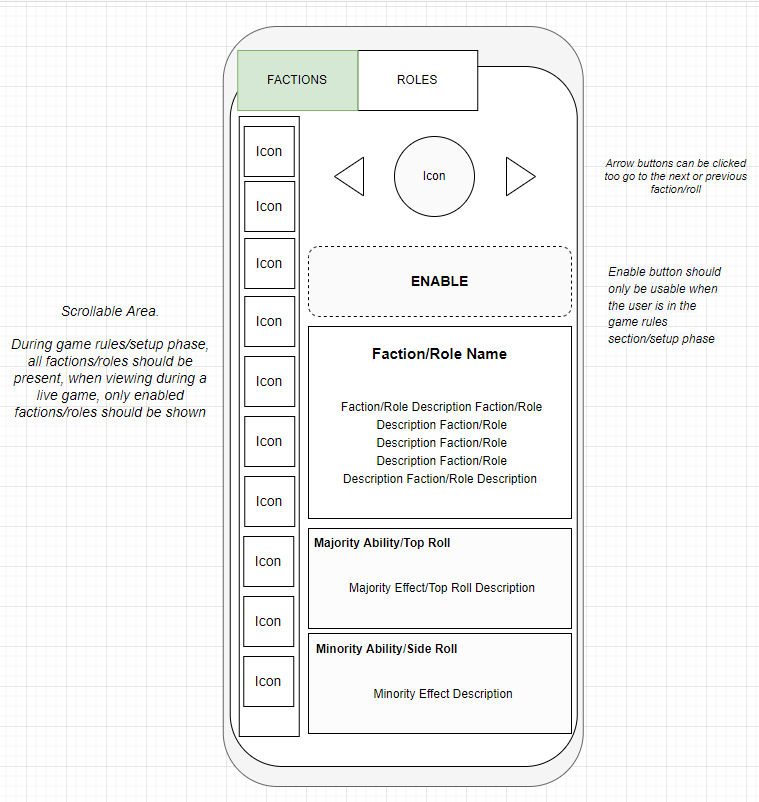 FACTIONS
ROLES
Icon
Icon
Icon
Icon
Icon
Icon
Icon
Icon
Icon
Icon
Icon
ENABLE
Faction/Role Name
Faction/Role Description Faction/Role
Description Faction/Role
Description Faction/Role
Description Faction/Role
Description Faction/Role Description
Majority Ability/Top Roll
Majority Effect/Top Roll Description
Minority Ability/Side Roll
Minority Effect Description
Scrollable Area.
During game rules/setup phase,
all factions/roles should be
present, when viewing during a
live game, only enabled
factions/roles should be shown
Arrow buttons can be clicked
too go to the next or previous
faction/roll
Enable button should
only be usable when
the user is in the
game rules
section/setup phase